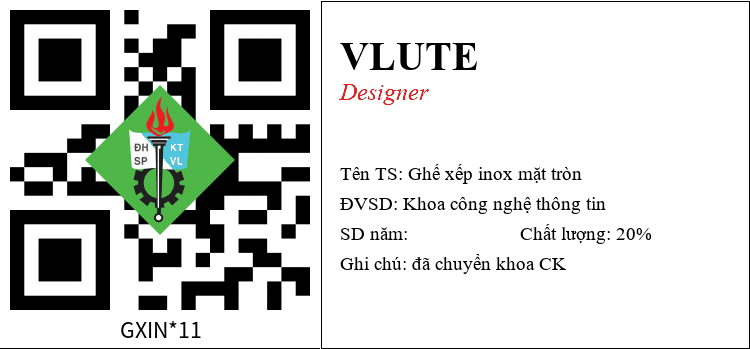 ĐH KT
SP VL
GXIN*11
VLUTE
Designer
Tên TS: Ghế xếp inox mặt tròn
ĐVSD: Khoa công nghệ thông tin
SD năm: Chất lượng: 20%
Ghi chú: đã chuyển khoa CK